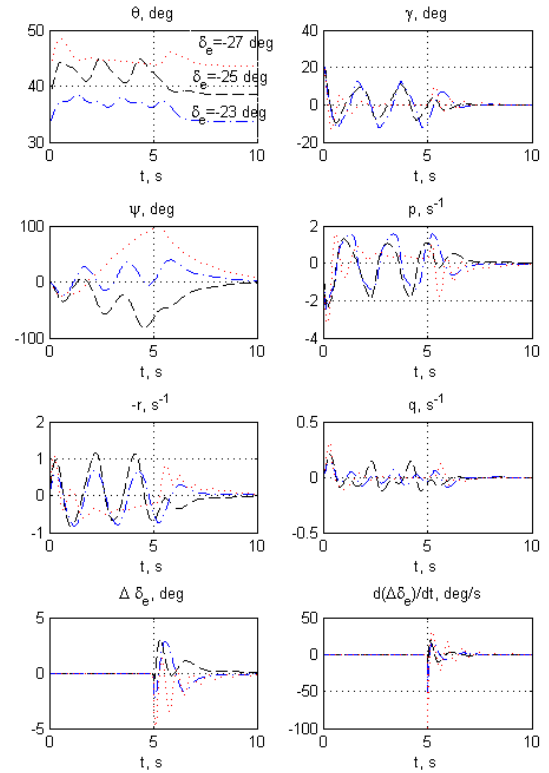 θ, deg
50
40
30
0
5
10
t, s
δe=-27 deg
δe=-25 deg
δe=-23 deg
γ, deg
20
0
-20
0
5
10
t, s
ψ, deg
100
0
-100
0
5
10
t, s
p, s⁻¹
2
0
-2
-4
0
5
10
t, s
-r, s⁻¹
2
1
0
-1
0
5
10
t, s
q, s⁻¹
0.5
0
-0.5
0
5
10
t, s
Δ δe, deg
5
0
-5
0
5
10
t, s
d(Δδe)/dt, deg/s
50
0
-50
-100
0
5
10
t, s